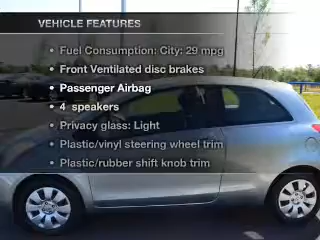 VEHICLE FEATURES
• Fuel Consumption: City: 29 mpg
• Front Ventilated disc brakes
• Passenger Airbag
• 4 speakers
• Privacy glass: Light
• Plastic/vinyl steering wheel trim
• Plastic/rubber shift knob trim